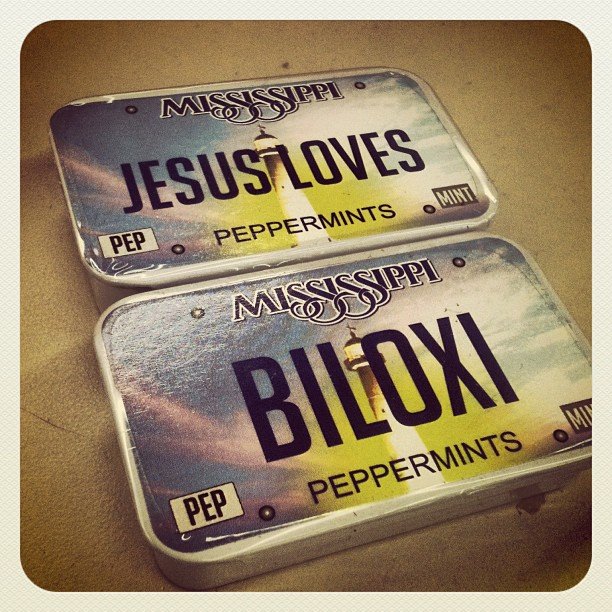 MISSISSIPPI
JESUS LOVES
PEPPERMINTS
PEP
MINT
MISSISSIPPI
BILOXI
PEPPERMINTS
PEP